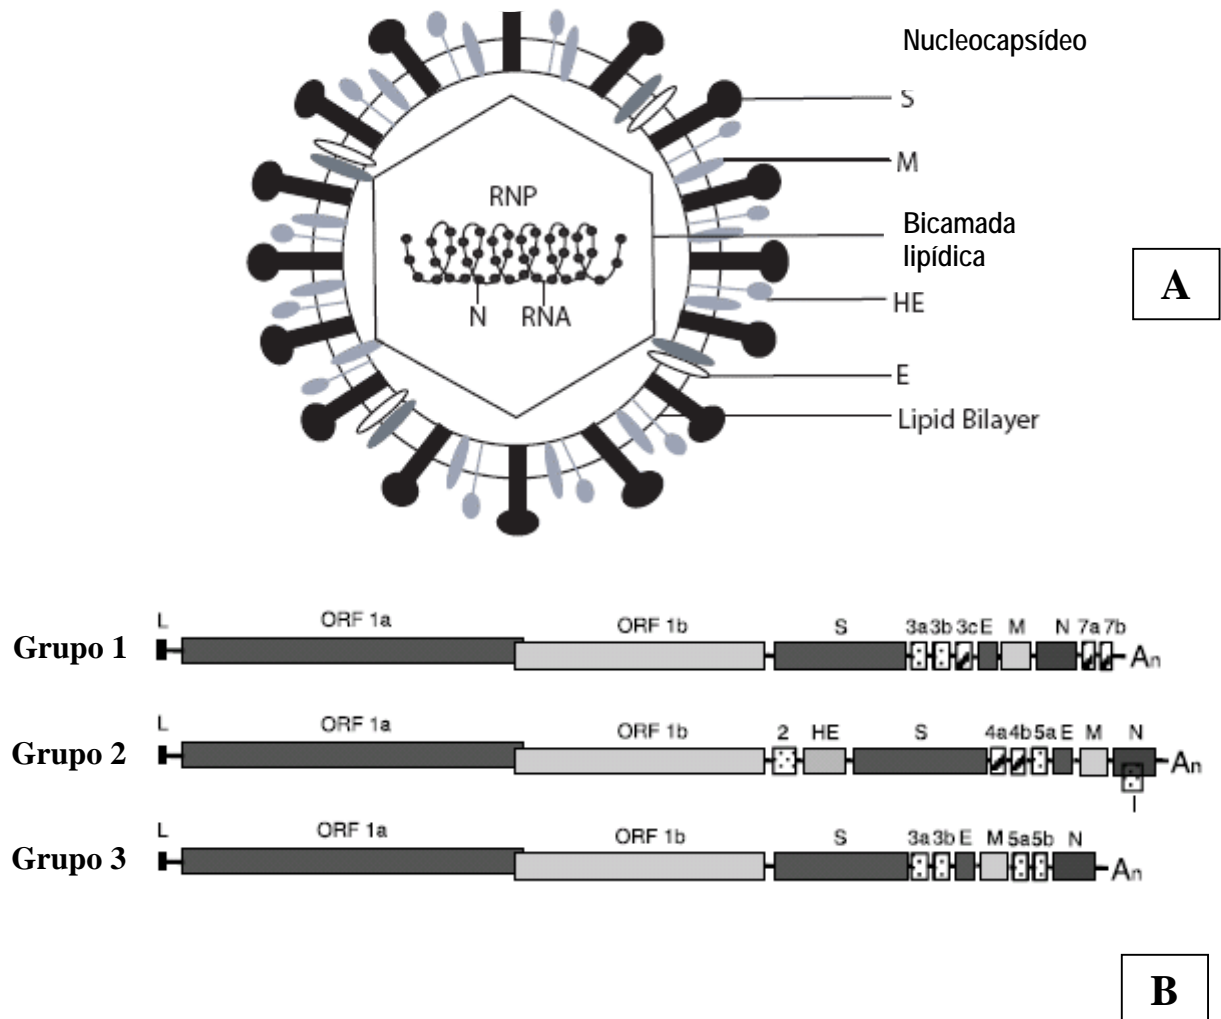 Nucleocapsídeo
S
M
RNP
Bicamada
lipídica
A
HE
N RNA
E
Lipid Bilayer
L ORF 1a ORF 1b S 3a 3b 3c E M N 7a 7b
Grupo 1 An
L ORF 1a ORF 1b 2 HE S 4a 4b 5a E M N
Grupo 2 An
I
L ORF 1a ORF 1b S 3a 3b E M 5a 5b N
Grupo 3 An
B